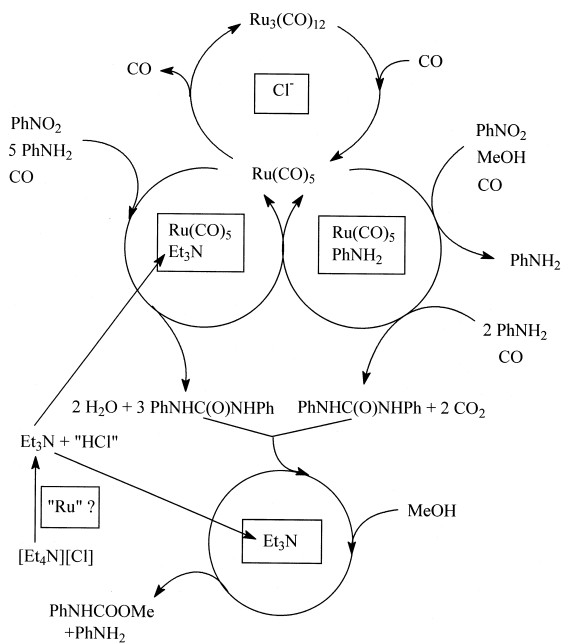 Ru3(CO)12
CO
CO
Cl-
PhNO2
5 PhNH2
CO
PhNO2
MeOH
CO
Ru(CO)5
Ru(CO)5
Et3N
Ru(CO)5
PhNH2
PhNH2
2 PhNH2
CO
2 H2O + 3 PhNHC(O)NHPh
PhNHC(O)NHPh + 2 CO2
Et3N + "HCl"
"Ru" ?
MeOH
Et3N
[Et4N][Cl]
PhNHCOOMe
+PhNH2